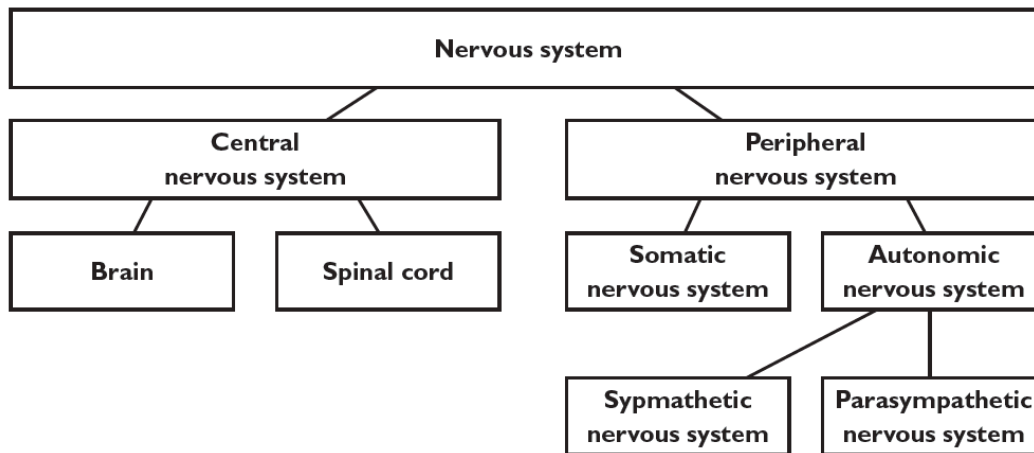 Nervous system
Central
nervous system
Peripheral
nervous system
Brain
Spinal cord
Somatic
nervous system
Autonomic
nervous system
Sypmathetic
nervous system
Parasympathetic
nervous system